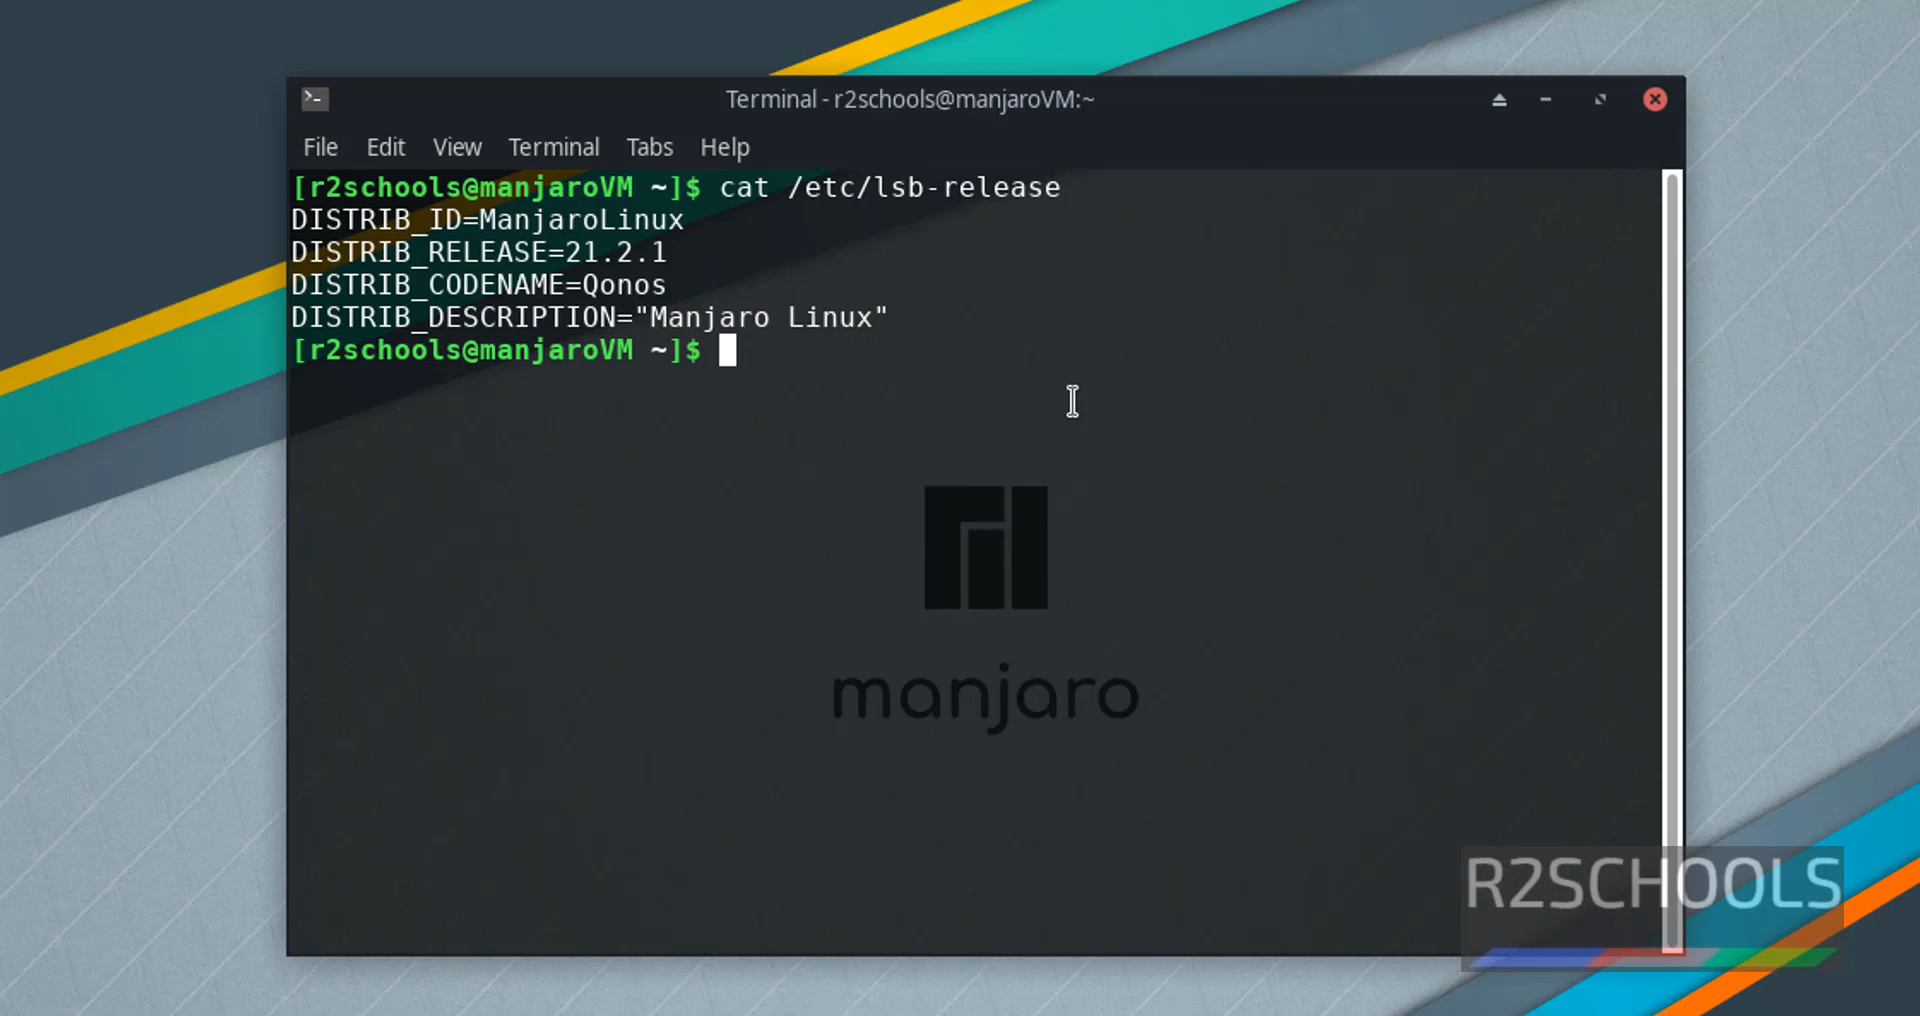 Terminal - r2schools@manjaroVM:~
File Edit View Terminal Tabs Help
[r2schools@manjaroVM ~]$ cat /etc/lsb-release
DISTRIB_ID=ManjaroLinux
DISTRIB_RELEASE=21.2.1
DISTRIB_CODENAME=Qonos
DISTRIB_DESCRIPTION="Manjaro Linux"
[r2schools@manjaroVM ~]$
manjaro
R2SCHOOLS